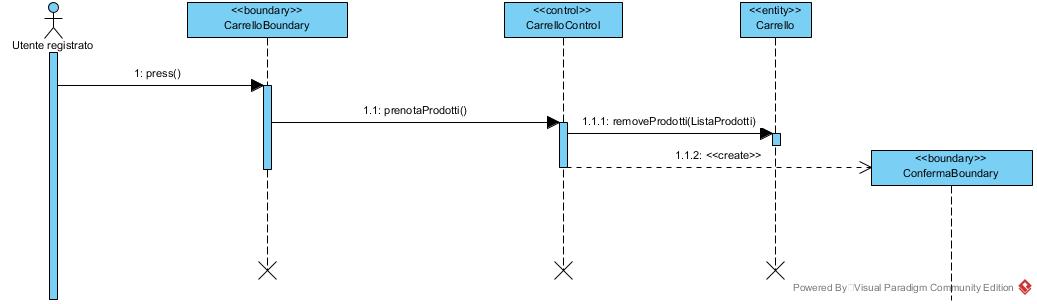 <<boundary>>
CarrelloBoundary
<<control>>
CarrelloControl
<<entity>>
Carrello
Utente registrato
1: press()
1.1: prenotaProdotti()
1.1.1: removeProdotti(ListaProdotti)
1.1.2: <<create>>
<<boundary>>
ConfermaBoundary
Powered By Visual Paradigm Community Edition